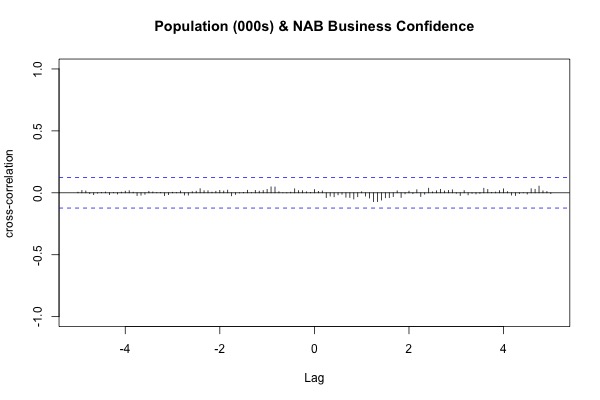 Population (000s) & NAB Business Confidence
cross-correlation
1.0
0.5
0.0
-0.5
-1.0
-4 -2 0 2 4
Lag